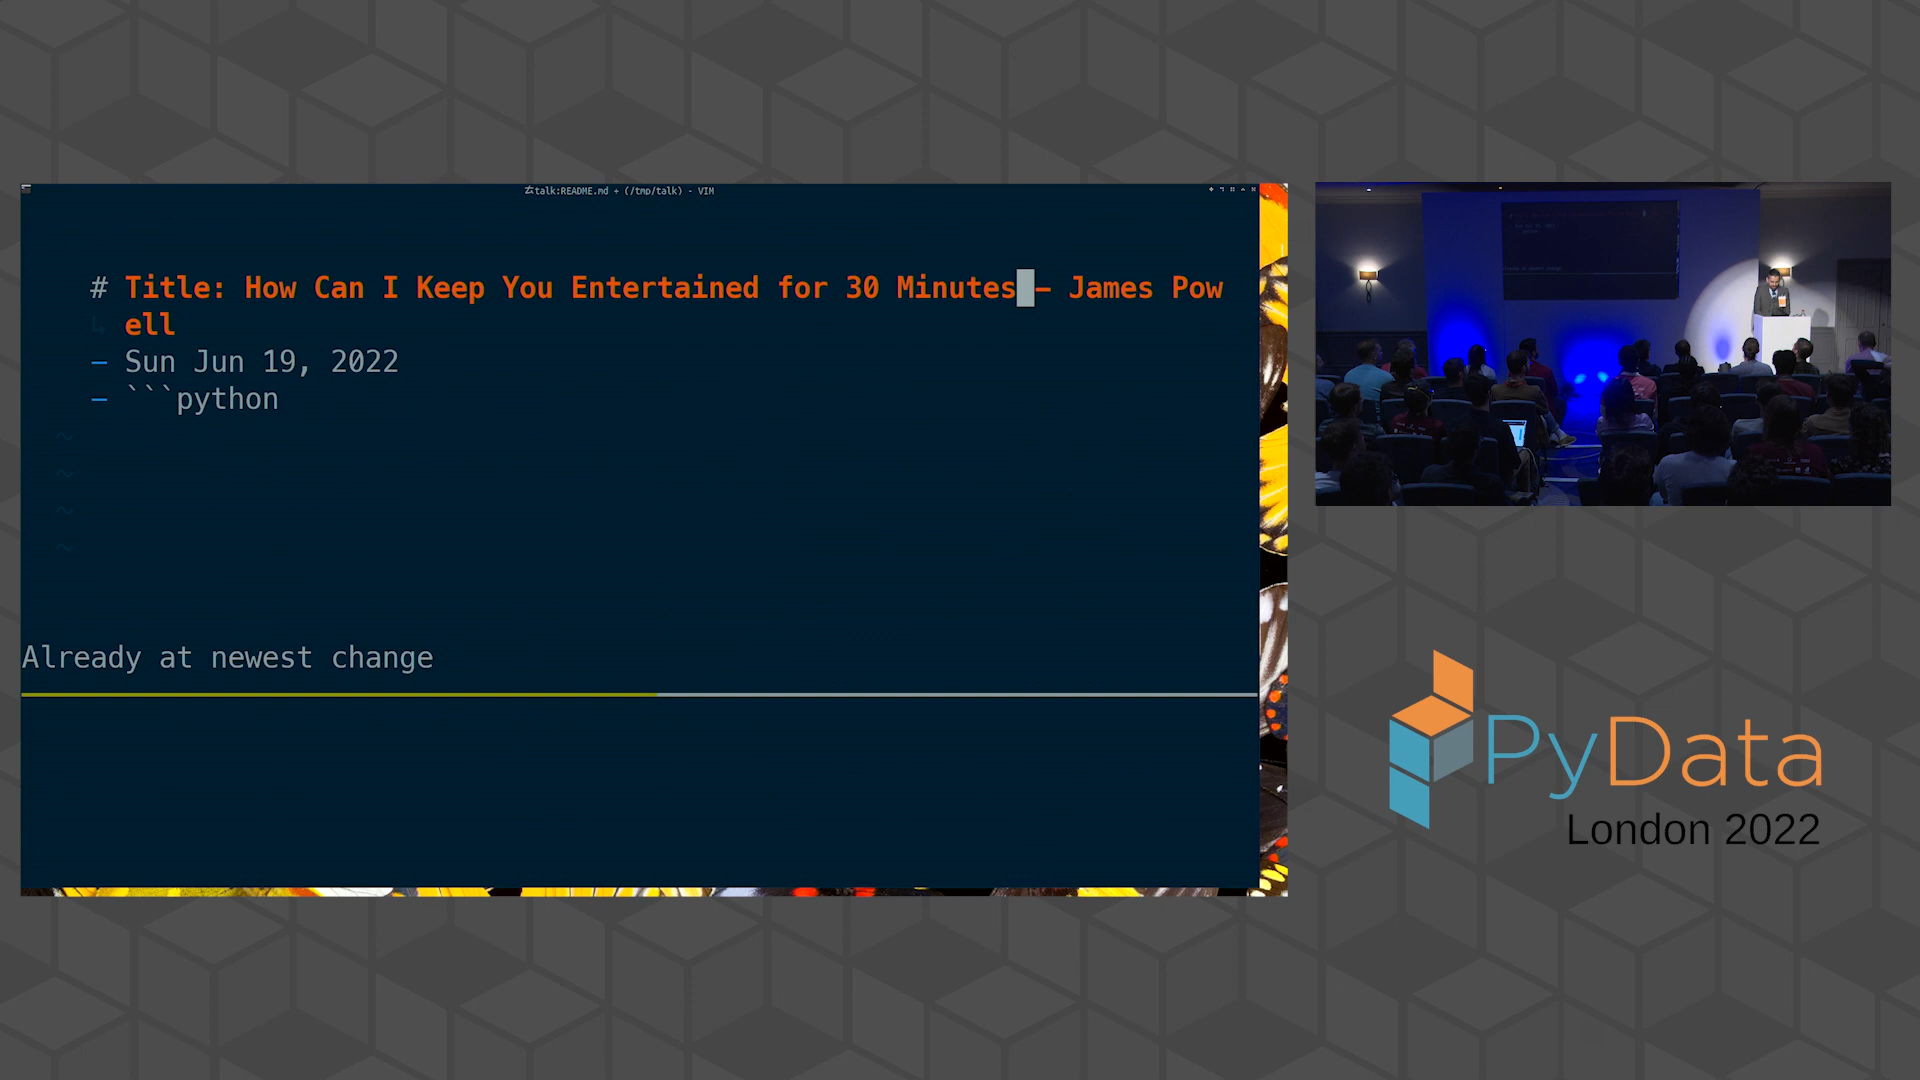 talk:README.md + (/tmp/talk) - VIM
# Title: How Can I Keep You Entertained for 30 Minutes – James Pow
ell
– Sun Jun 19, 2022
– ```python
~
~
~
~
Already at newest change
PyData
London 2022